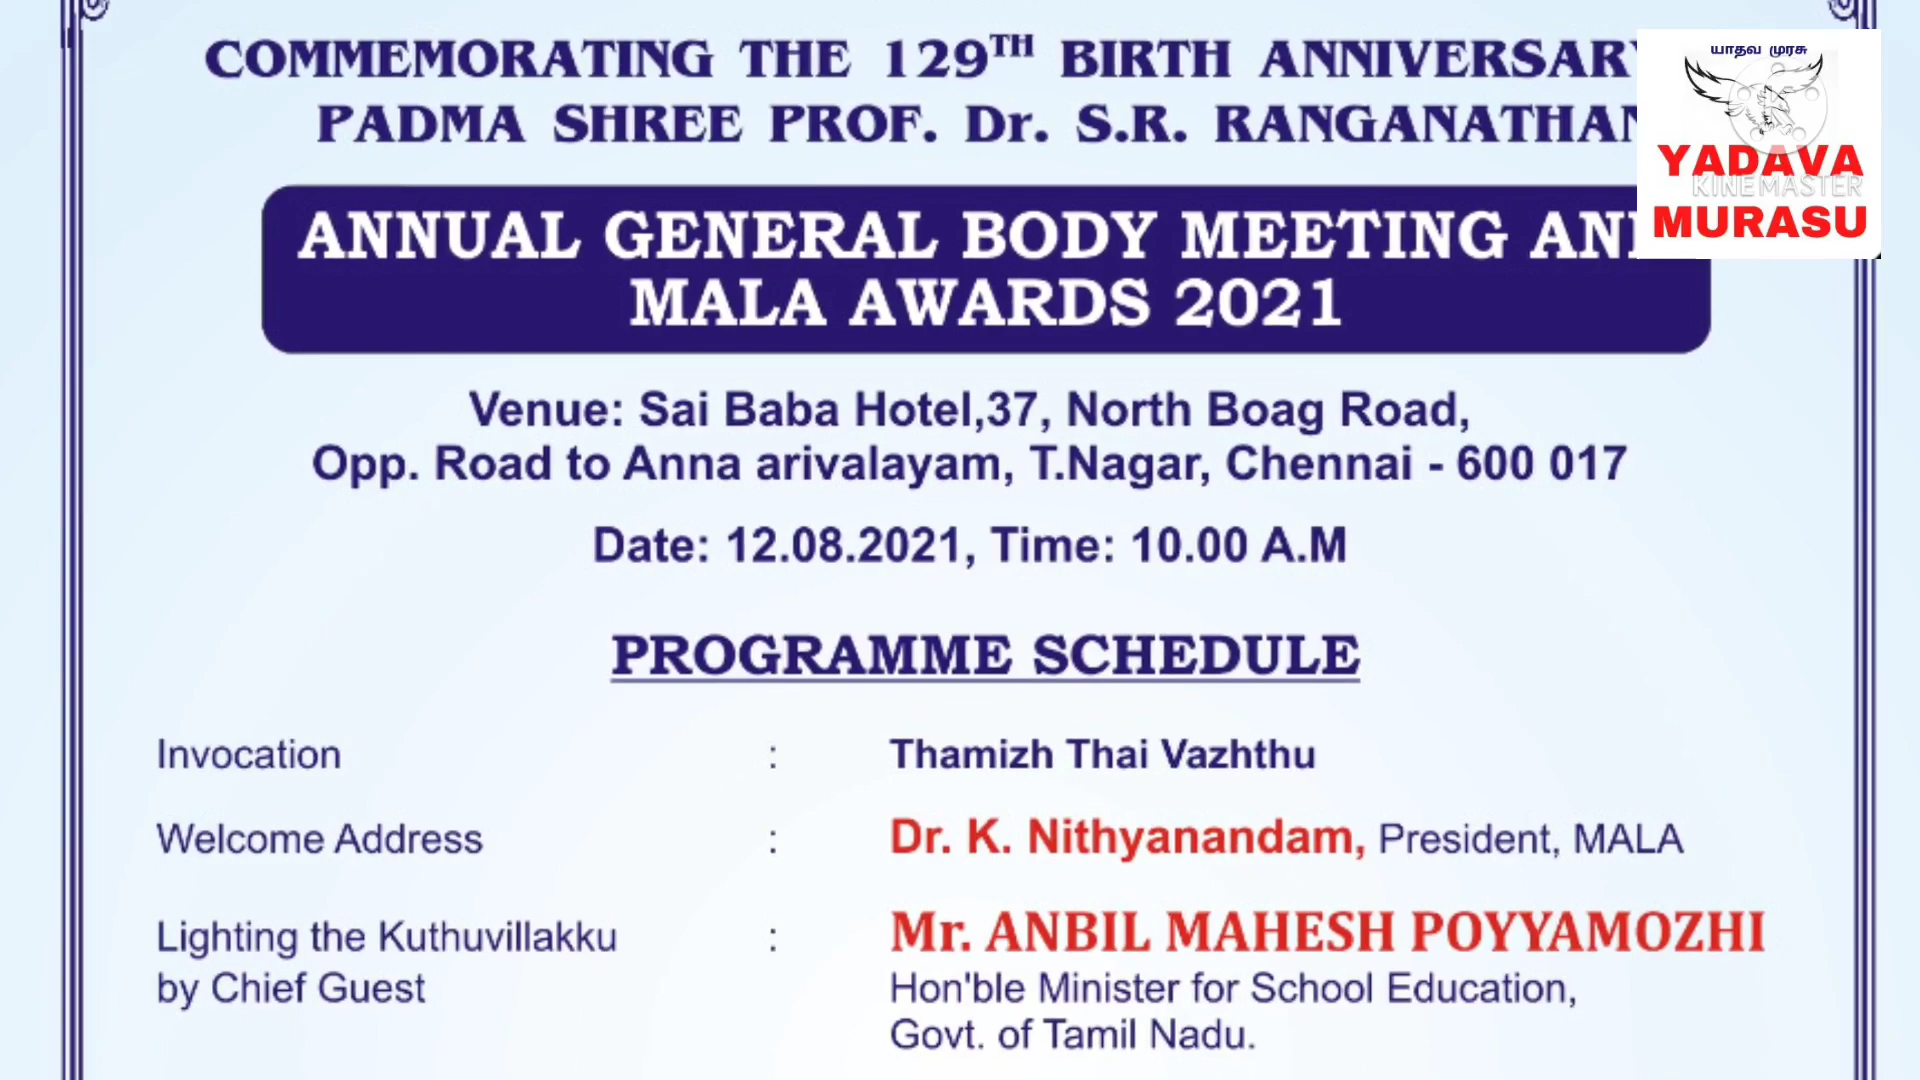 COMMEMORATING THE 129TH BIRTH ANNIVERSARY
PADMA SHREE PROF. Dr. S.R. RANGANATHAN
ANNUAL GENERAL BODY MEETING AND
MALA AWARDS 2021
Venue: Sai Baba Hotel,37, North Boag Road,
Opp. Road to Anna arivalayam, T.Nagar, Chennai - 600 017
Date: 12.08.2021, Time: 10.00 A.M
PROGRAMME SCHEDULE
Invocation : Thamizh Thai Vazhthu
Welcome Address : Dr. K. Nithyanandam, President, MALA
Lighting the Kuthuvillakku : Mr. ANBIL MAHESH POYYAMOZHI
by Chief Guest Hon'ble Minister for School Education,
Govt. of Tamil Nadu.
யாதவ முரசு
YADAVA
KINEMASTER
MURASU